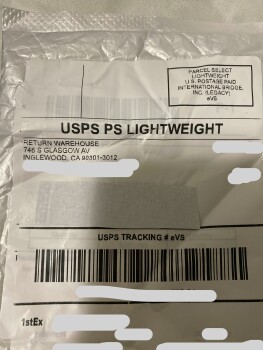 PARCEL SELECT
LIGHTWEIGHT
U.S. POSTAGE PAID
INTERNATIONAL BRIDGE,
INC. (LEGACY)
eVS
USPS PS LIGHTWEIGHT
RETURN WAREHOUSE
746 S GLASGOW AV
INGLEWOOD, CA 90301-3012
USPS TRACKING # eVS
1stEx